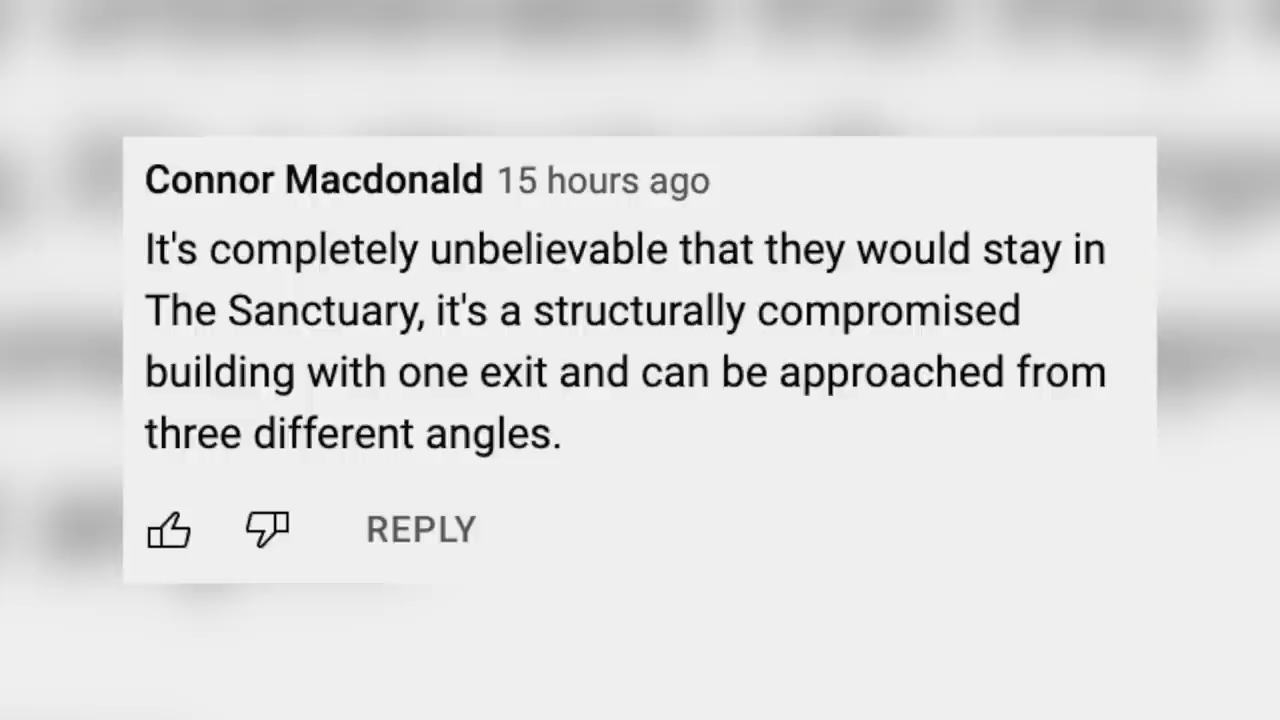 Connor Macdonald 15 hours ago
It's completely unbelievable that they would stay in
The Sanctuary, it's a structurally compromised
building with one exit and can be approached from
three different angles.
REPLY